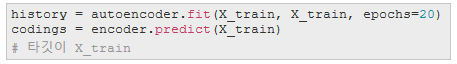 history = autoencoder.fit(X_train, X_train, epochs=20)
codings = encoder.predict(X_train)
# 타깃이 X_train